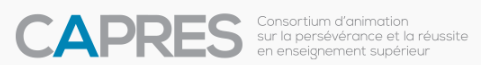 CAPRES
Consortium d'animation
sur la persévérance et la réussite
en enseignement supérieur